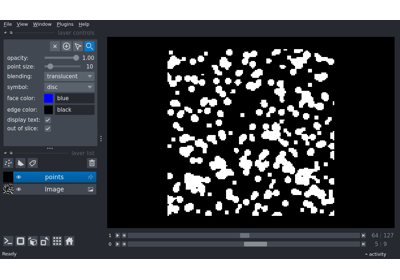 File View Window Plugins Help
layer controls
opacity: 1.00
point size: 10
blending: translucent
symbol: disc
face color: blue
edge color: black
display text: ✓
out of slice: ✓
layer list
points
Image
1 64 127
0 5 9
Ready activity